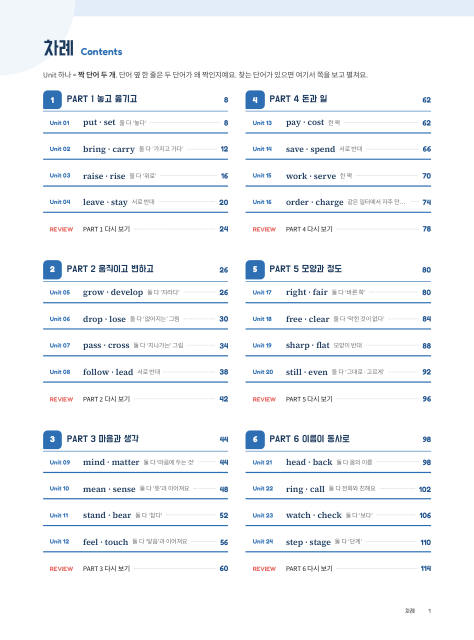 차례 Contents
Unit 하나 = 짝 단어 두 개. 단어 옆 한 줄은 두 단어가 왜 짝인지예요. 찾는 단어가 있으면 여기서 쪽을 보고 펼쳐요.
1 PART 1 놓고 옮기고 8
Unit 01 put · set 둘 다 '놓다' 8
Unit 02 bring · carry 둘 다 '가지고 가다' 12
Unit 03 raise · rise 둘 다 '위로' 16
Unit 04 leave · stay 서로 반대 20
REVIEW PART 1 다시 보기 24
2 PART 2 움직이고 변하고 26
Unit 05 grow · develop 둘 다 '자라다' 26
Unit 06 drop · lose 둘 다 '없어지는' 그림 30
Unit 07 pass · cross 둘 다 '지나가는' 그림 34
Unit 08 follow · lead 서로 반대 38
REVIEW PART 2 다시 보기 42
3 PART 3 마음과 생각 44
Unit 09 mind · matter 둘 다 '마음에 두는 것' 44
Unit 10 mean · sense 둘 다 '뜻'과 이어져요 48
Unit 11 stand · bear 둘 다 '참다' 52
Unit 12 feel · touch 둘 다 '닿음'과 이어져요 56
REVIEW PART 3 다시 보기 60
4 PART 4 돈과 일 62
Unit 13 pay · cost 한 짝 62
Unit 14 save · spend 서로 반대 66
Unit 15 work · serve 한 짝 70
Unit 16 order · charge 같은 일터에서 자주 만… 74
REVIEW PART 4 다시 보기 78
5 PART 5 모양과 정도 80
Unit 17 right · fair 둘 다 '바른 쪽' 80
Unit 18 free · clear 둘 다 '막힌 것이 없다' 84
Unit 19 sharp · flat 모양이 반대 88
Unit 20 still · even 둘 다 '그대로 · 고르게' 92
REVIEW PART 5 다시 보기 96
6 PART 6 이름이 동사로 98
Unit 21 head · back 둘 다 몸의 이름 98
Unit 22 ring · call 둘 다 전화와 친해요 102
Unit 23 watch · check 둘 다 '보다' 106
Unit 24 step · stage 둘 다 '단계' 110
REVIEW PART 6 다시 보기 114
차례 1